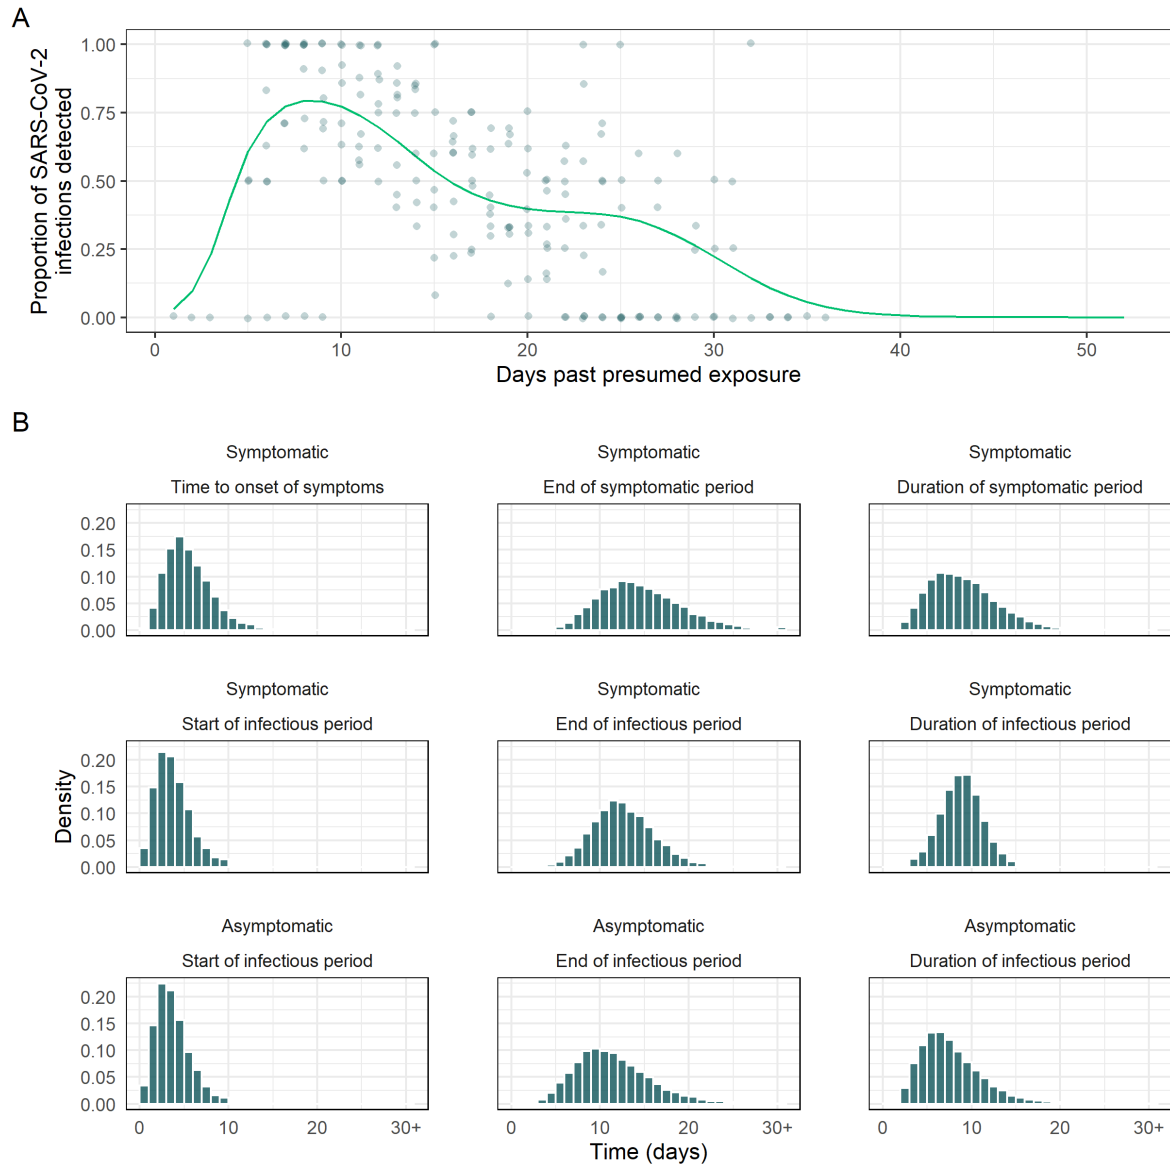 A
Proportion of SARS-CoV-2
infections detected
1.00
0.75
0.50
0.25
0.00
0 10 20 30 40 50
Days past presumed exposure
B
Symptomatic Symptomatic Symptomatic
Time to onset of symptoms End of symptomatic period Duration of symptomatic period
0.20
0.15
0.10
0.05
0.00
Symptomatic Symptomatic Symptomatic
Start of infectious period End of infectious period Duration of infectious period
Density
0.20
0.15
0.10
0.05
0.00
Asymptomatic Asymptomatic Asymptomatic
Start of infectious period End of infectious period Duration of infectious period
0.20
0.15
0.10
0.05
0.00
0 10 20 30+ 0 10 20 30+ 0 10 20 30+
Time (days)